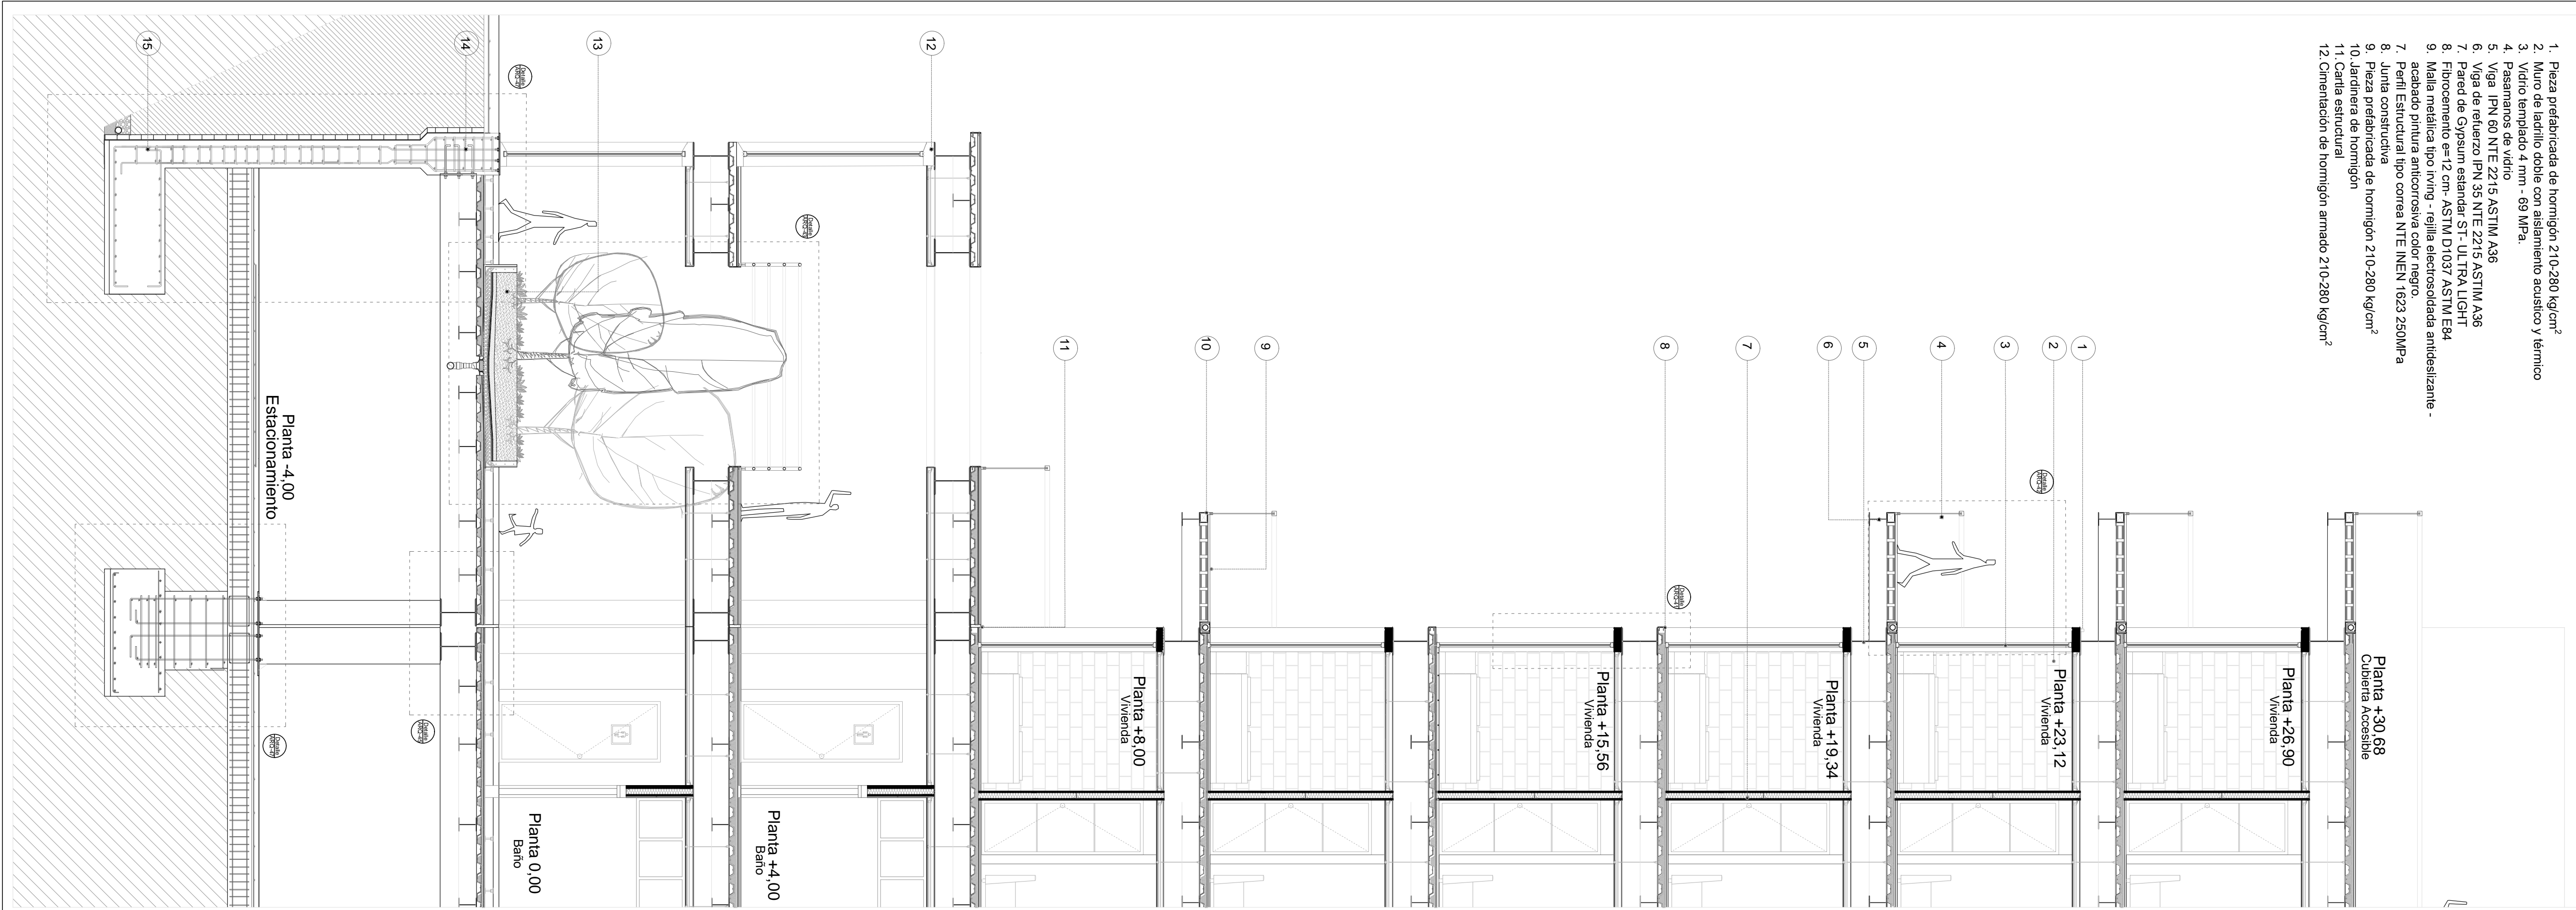 1. Pieza prefabricada de hormigón 210-280 kg/cm²
2. Muro de ladrillo doble con aislamiento acustico y térmico
3. Vidrio templado 4 mm - 69 MPa.
4. Pasamanos de vidrio
5. Viga IPN 60 NTE 2215 ASTIM A36
6. Viga de refuerzo IPN 35 NTE 2215 ASTIM A36
7. Pared de Gypsum estandar ST- ULTRA LIGHT
8. Fibrocemento e=12 cm- ASTM D1037 ASTM E84
9. Malla metálica tipo irving - rejilla electrosoldada antideslizante -
acabado pintura anticorrosiva color negro.
7. Perfil Estructural tipo correa NTE INEN 1623 250MPa
8. Junta constructiva
9. Pieza prefabricada de hormigón 210-280 kg/cm²
10. Jardinera de hormigón
11. Cartla estructural
12. Cimentación de hormigón armado 210-280 kg/cm²
Planta +30,68
Cubierta Accesible
Planta +26,90
Vivienda
1
2
Planta +23,12
Vivienda
Detalle
3
4
5
6
Planta +19,34
Vivienda
7
8
Detalle
Planta +15,56
Vivienda
9
10
Planta +8,00
Vivienda
11
12
Detalle
Planta +4,00
Baño
13
Planta 0,00
Baño
Detalle
14
Detalle
Planta -4,00
Estacionamiento
Detalle
15